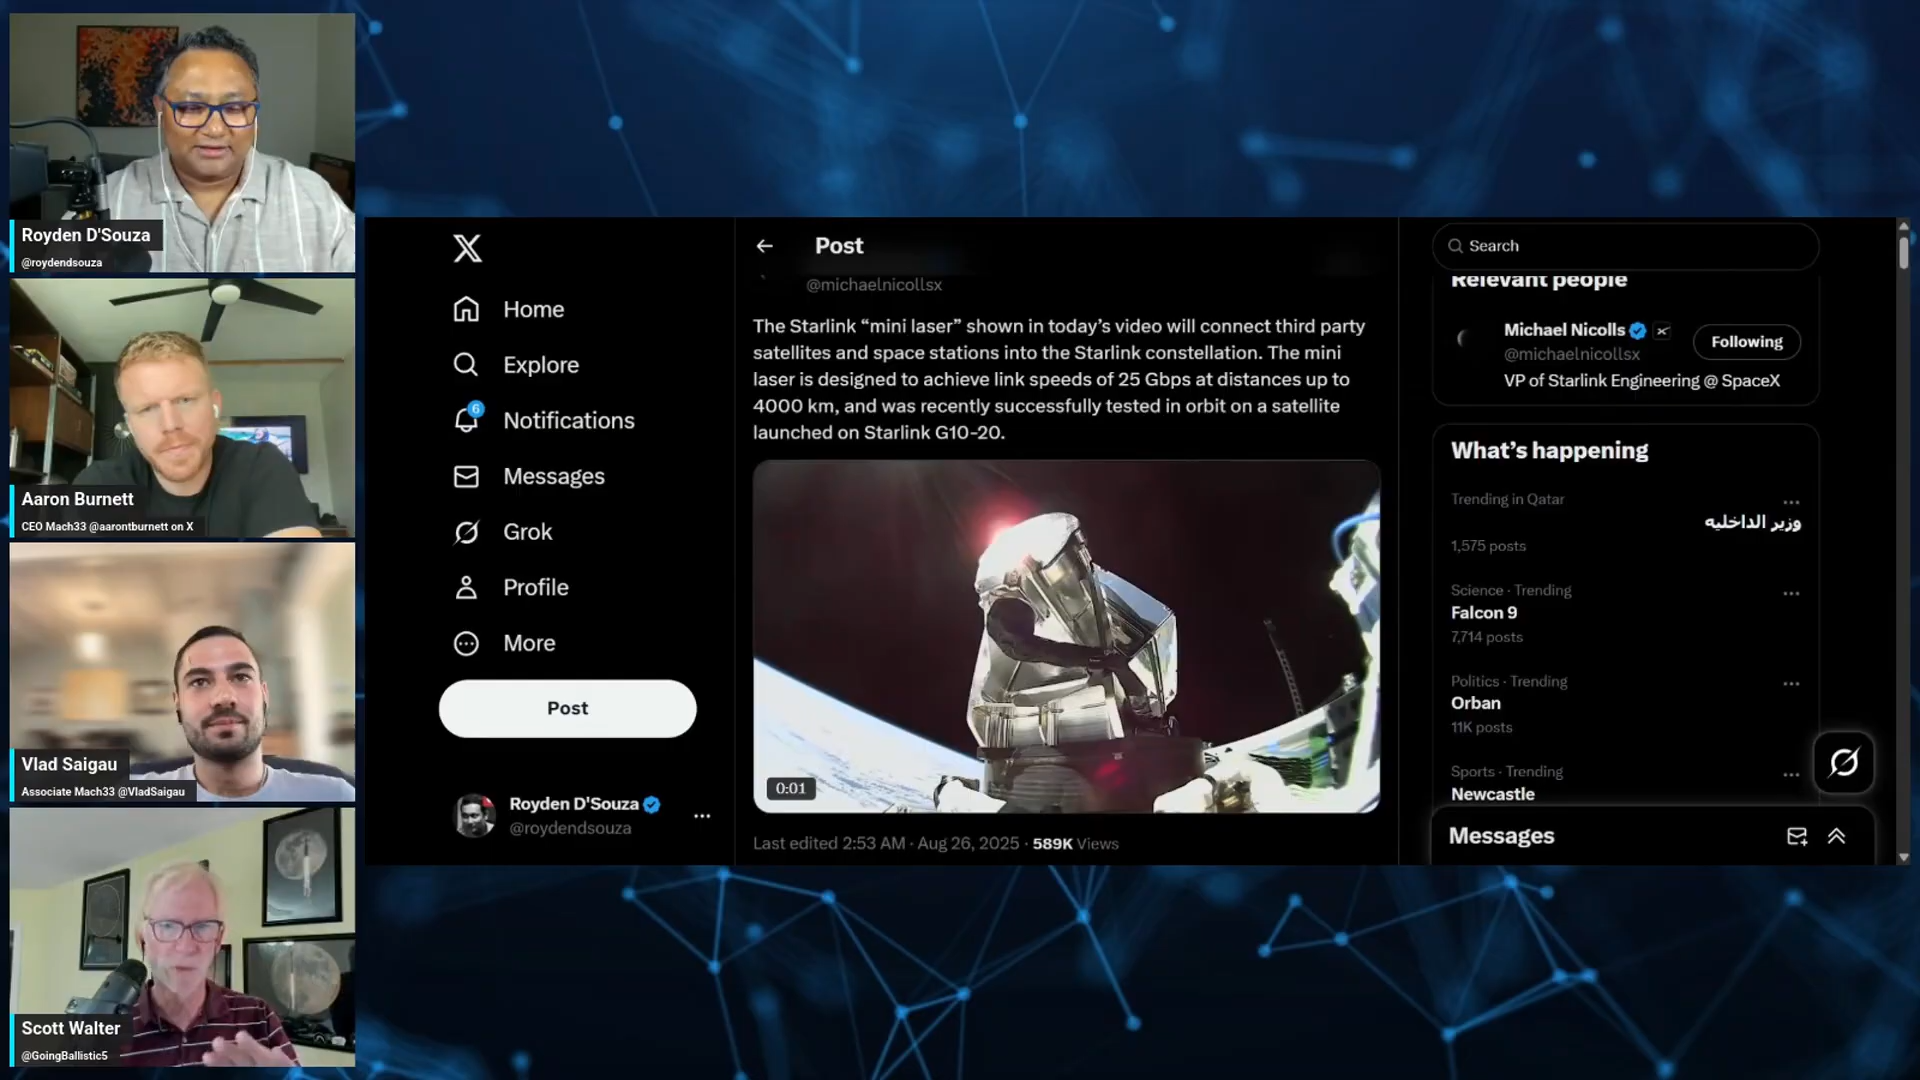 Royden D'Souza
@roydendsouza
Aaron Burnett
CEO Mach33 @aarontburnett on X
Vlad Saigau
Associate Mach33 @VladSaigau
Scott Walter
@GoingBallistic5
Home
Explore
6
Notifications
Messages
Grok
Profile
More
Post
Royden D'Souza
@roydendsouza
Post
@michaelnicollsx
The Starlink “mini laser” shown in today’s video will connect third party
satellites and space stations into the Starlink constellation. The mini
laser is designed to achieve link speeds of 25 Gbps at distances up to
4000 km, and was recently successfully tested in orbit on a satellite
launched on Starlink G10-20.
0:01
Last edited 2:53 AM · Aug 26, 2025 · 589K Views
Search
Relevant people
Michael Nicolls
@michaelnicollsx
Following
VP of Starlink Engineering @ SpaceX
What’s happening
Trending in Qatar
وزير الداخليه
1,575 posts
Science · Trending
Falcon 9
7,714 posts
Politics · Trending
Orban
11K posts
Sports · Trending
Newcastle
Messages